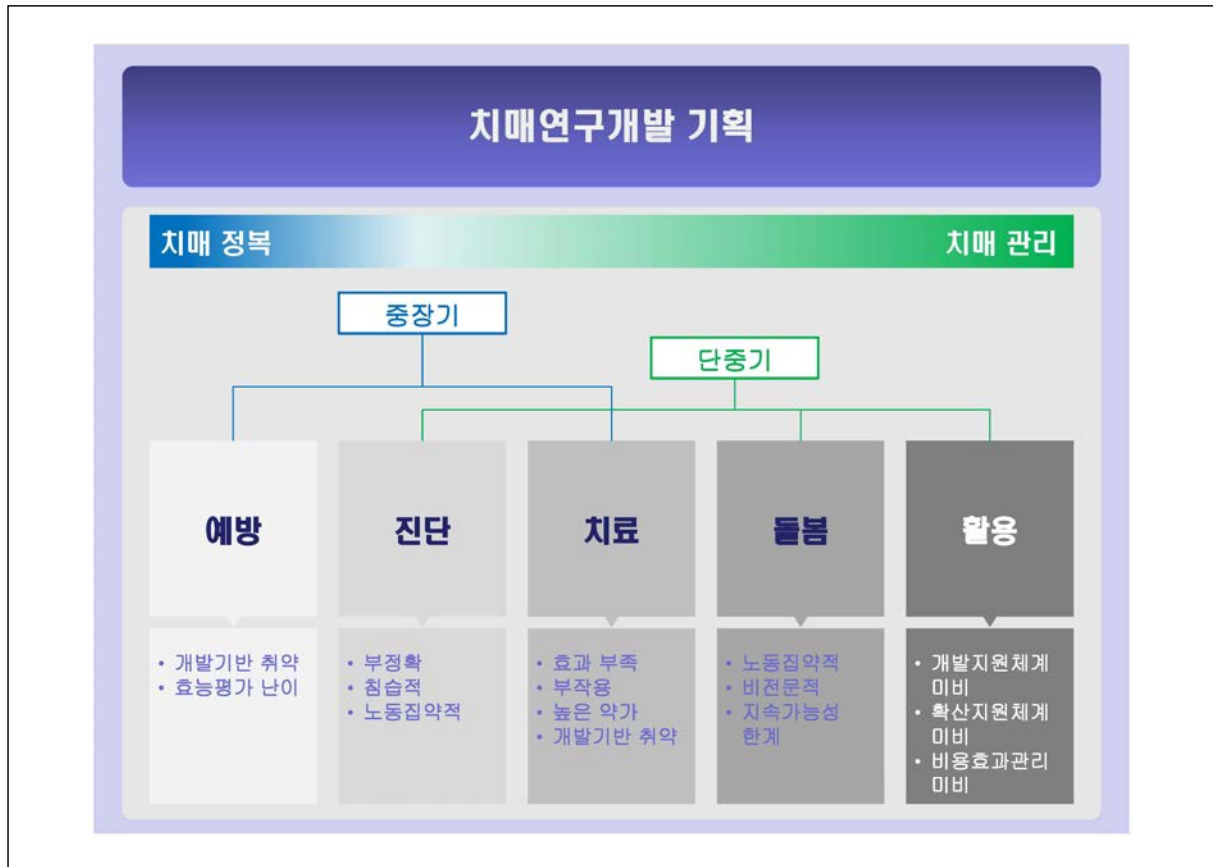 치매연구개발 기획
치매 정복
치매 관리
중장기
단중기
예방
진단
치료
돌봄
활용
• 개발기반 취약
• 효능평가 난이
• 부정확
• 침습적
• 노동집약적
• 효과 부족
• 부작용
• 높은 약가
• 개발기반 취약
• 노동집약적
• 비전문적
• 지속가능성
한계
• 개발지원체계
미비
• 확산지원체계
미비
• 비용효과관리
미비